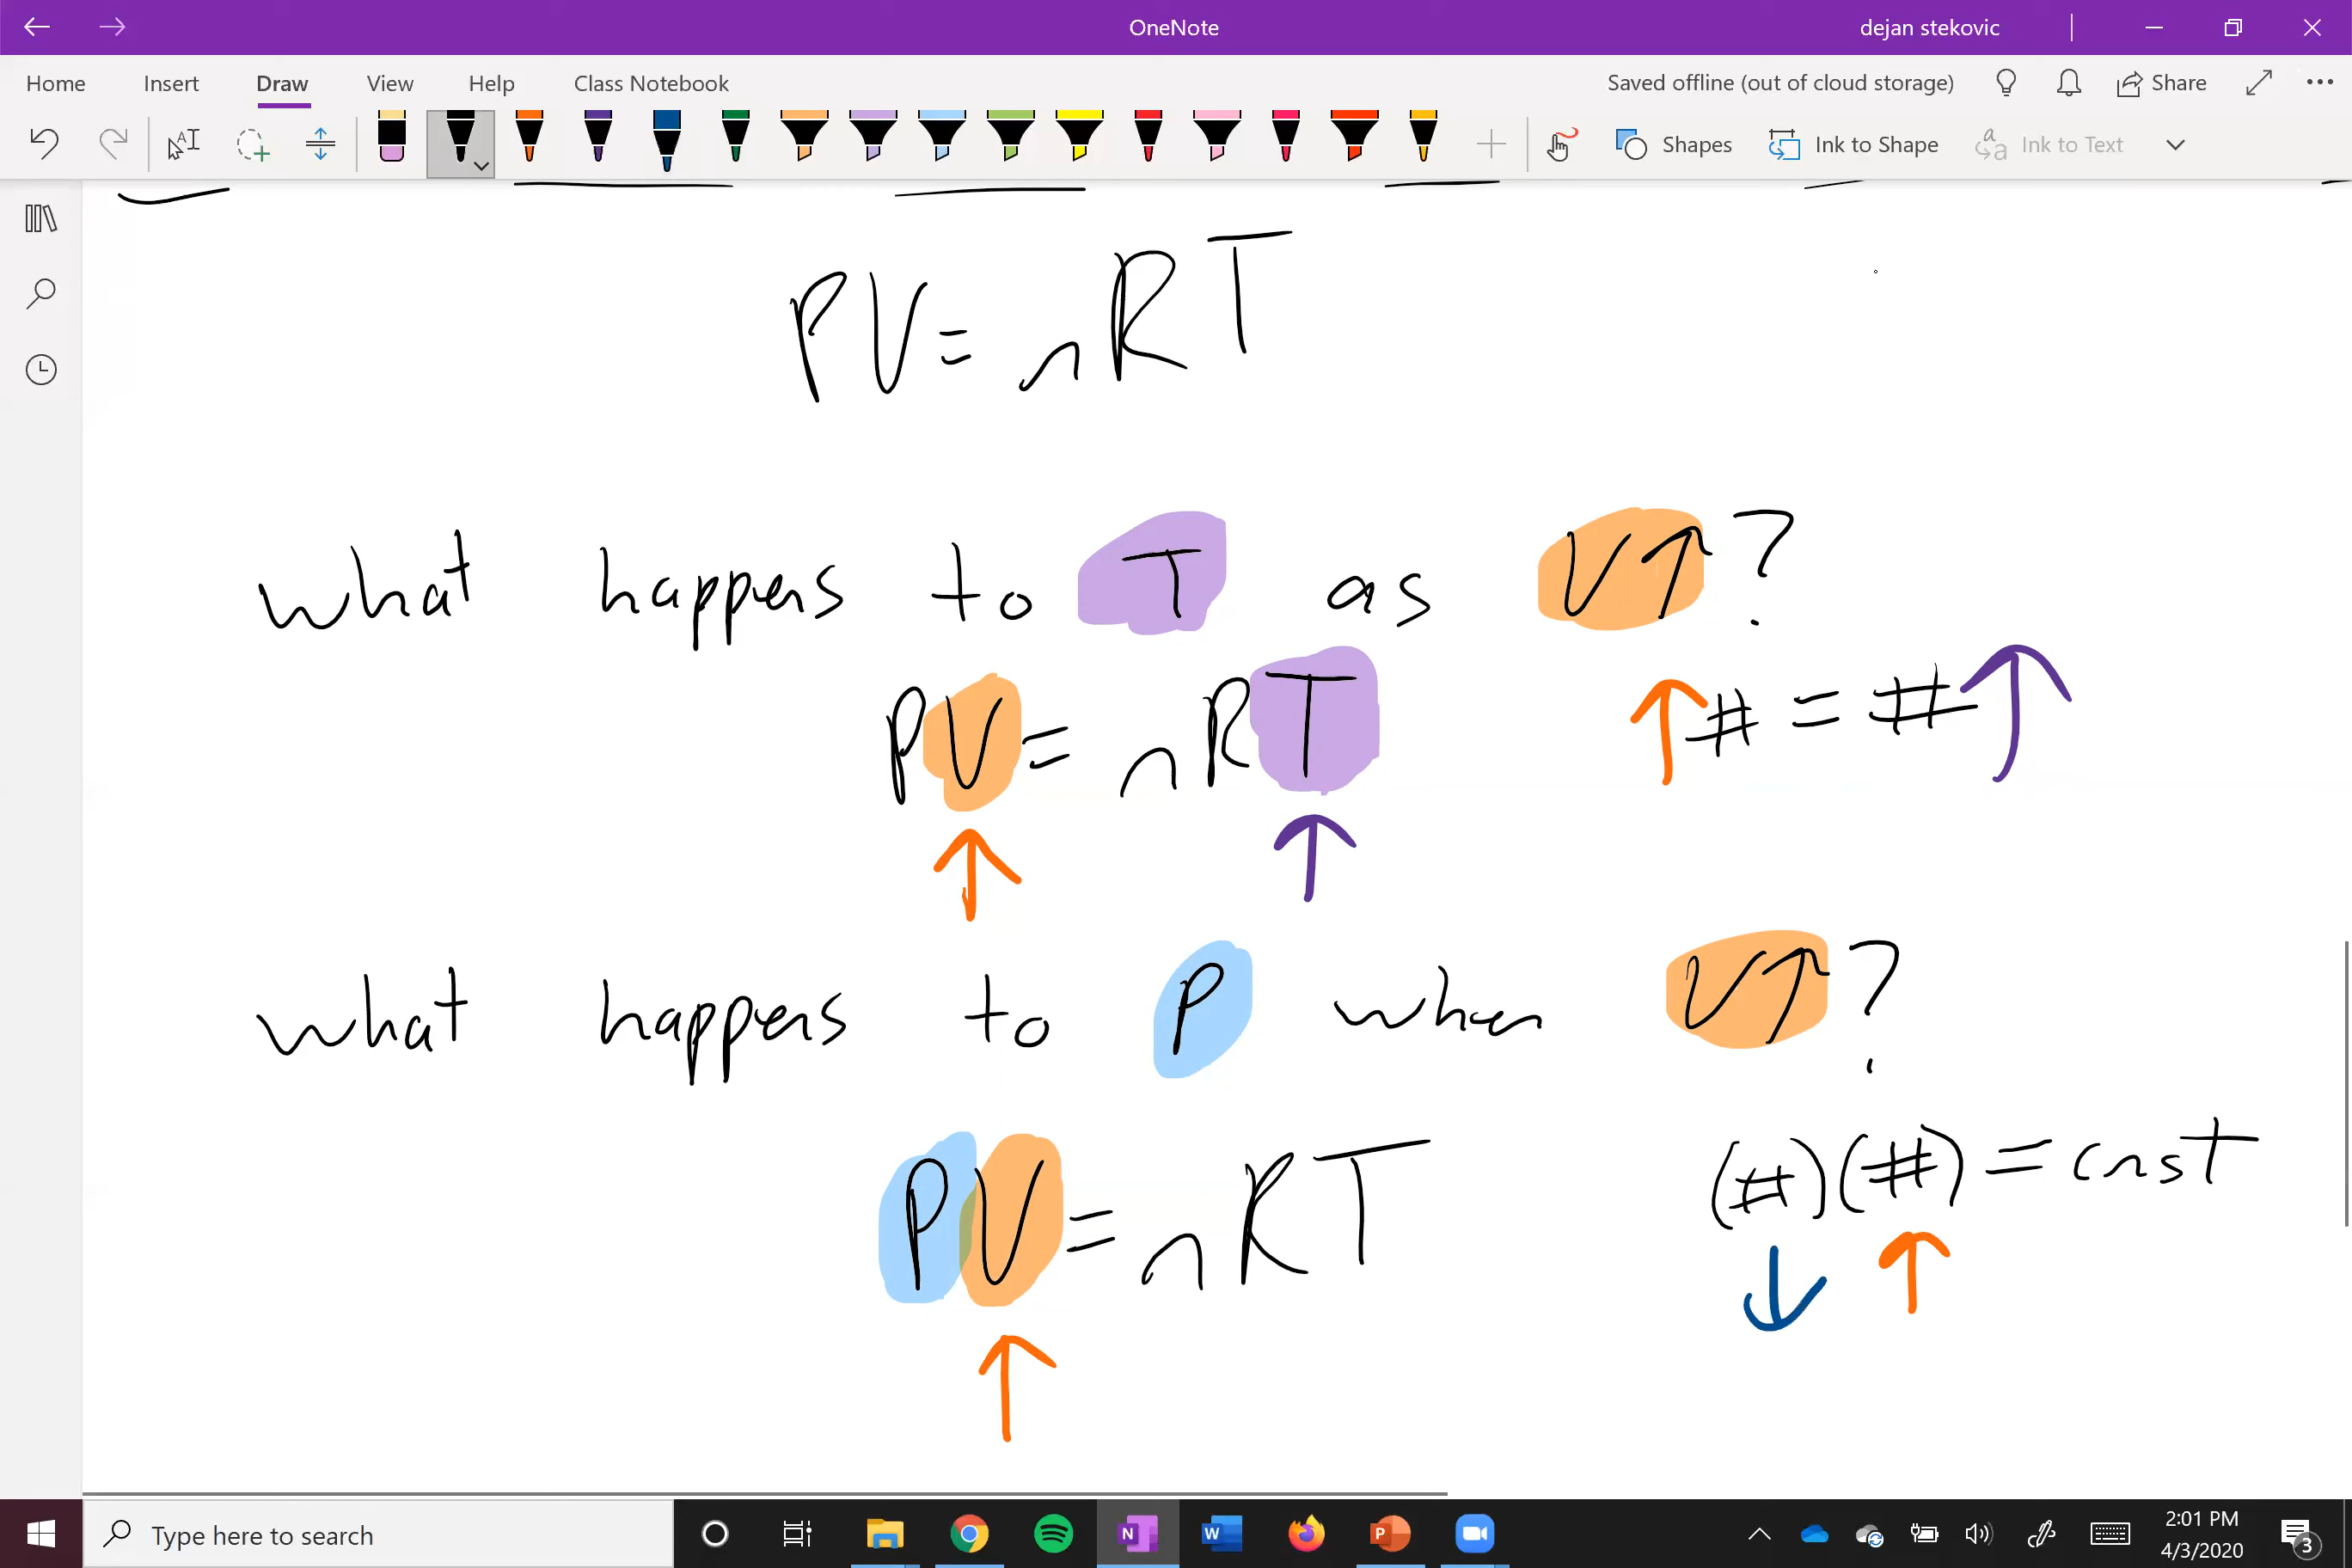 OneNote
dejan stekovic
Home Insert Draw View Help Class Notebook
Saved offline (out of cloud storage) Share
Shapes Ink to Shape Ink to Text
PV = nRT
what happens to T as V↑?
PV = nRT ↑# = #↑
↑ ↑
what happens to P when V↑?
PV = nRT (#)(#) = cnst
↑ ↓ ↑
Type here to search
2:01 PM
4/3/2020
3